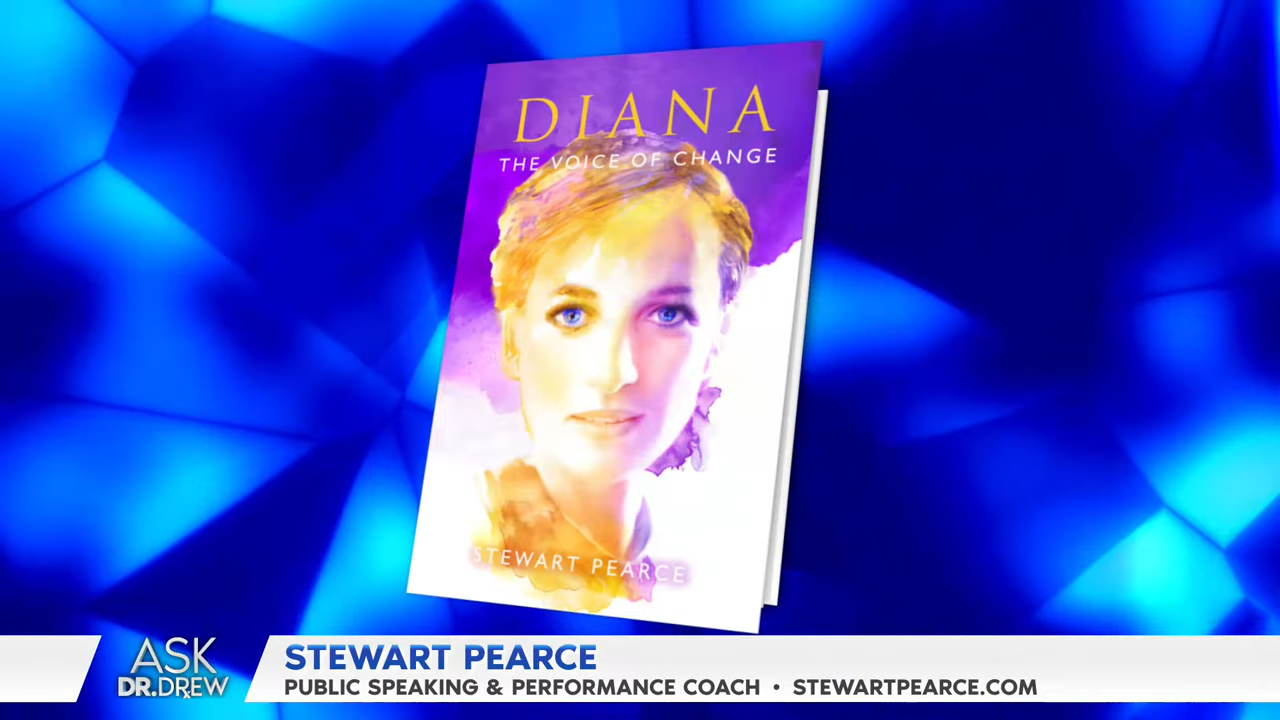 DIANA
THE VOICE OF CHANGE
STEWART PEARCE
ASK
DR.DREW
STEWART PEARCE
PUBLIC SPEAKING & PERFORMANCE COACH • STEWARTPEARCE.COM